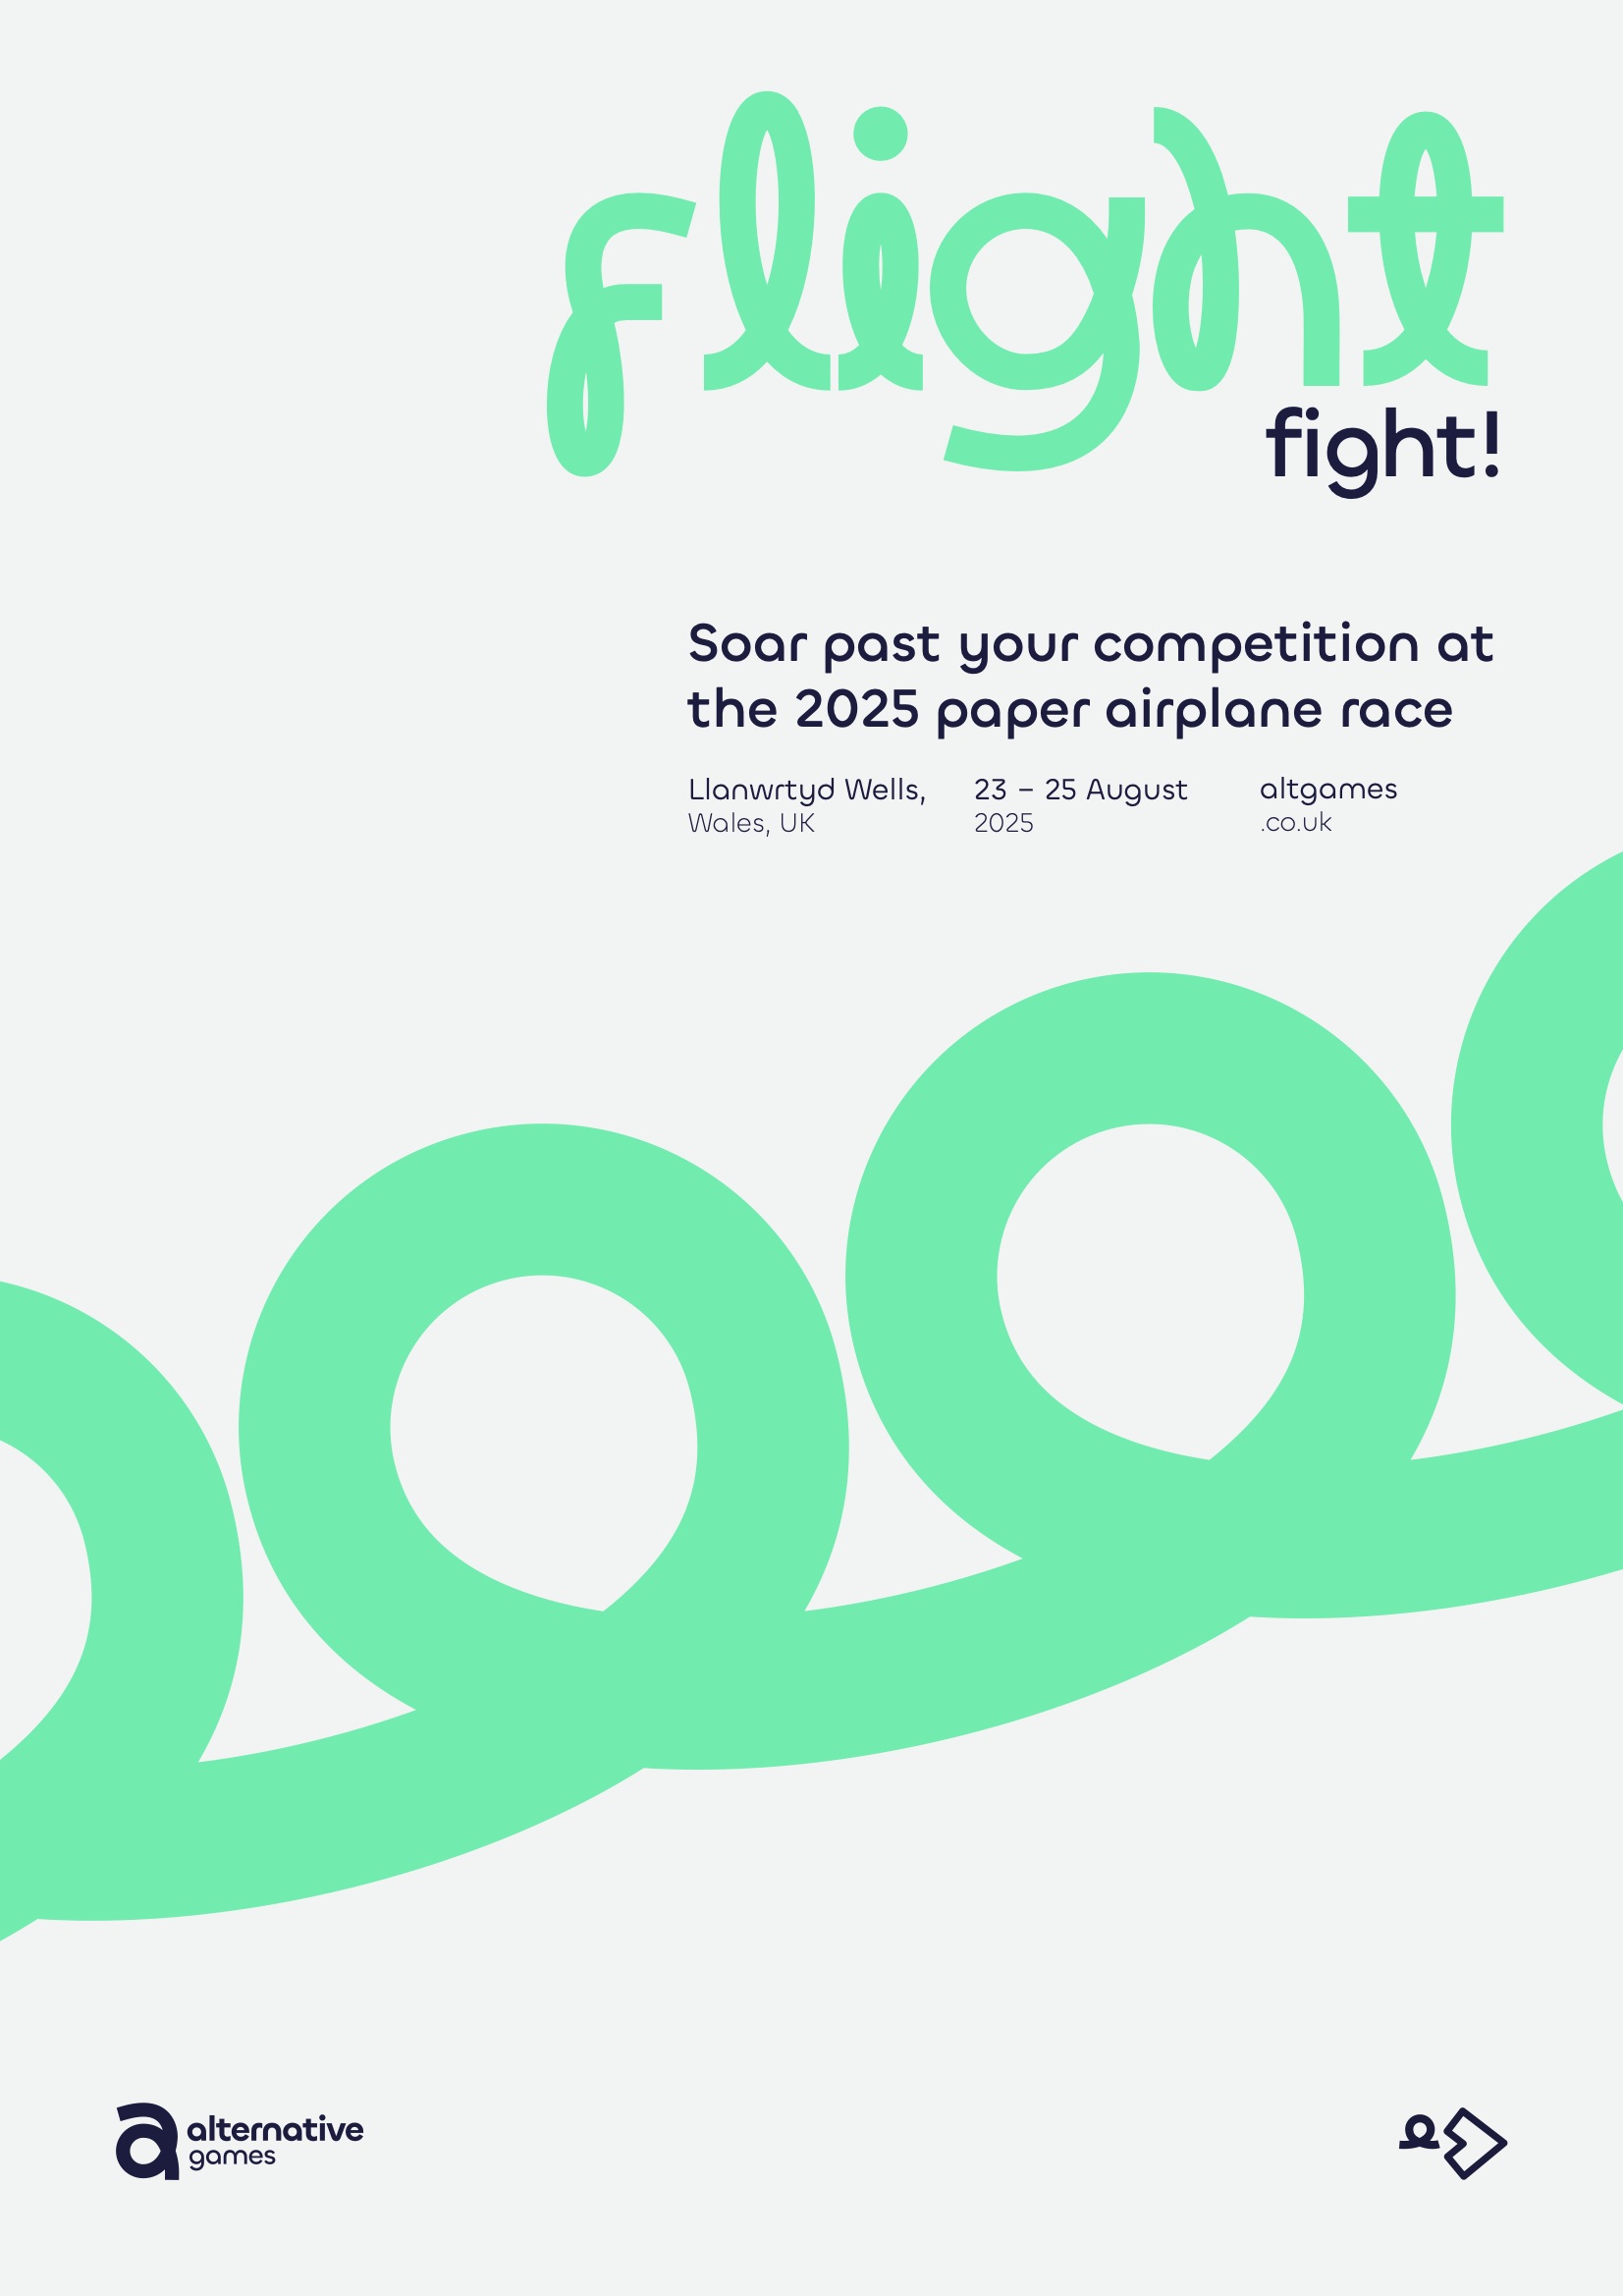 flight
fight!
Soar past your competition at
the 2025 paper airplane race
Llanwrtyd Wells,
Wales, UK
23 – 25 August
2025
altgames
.co.uk
alternative
games